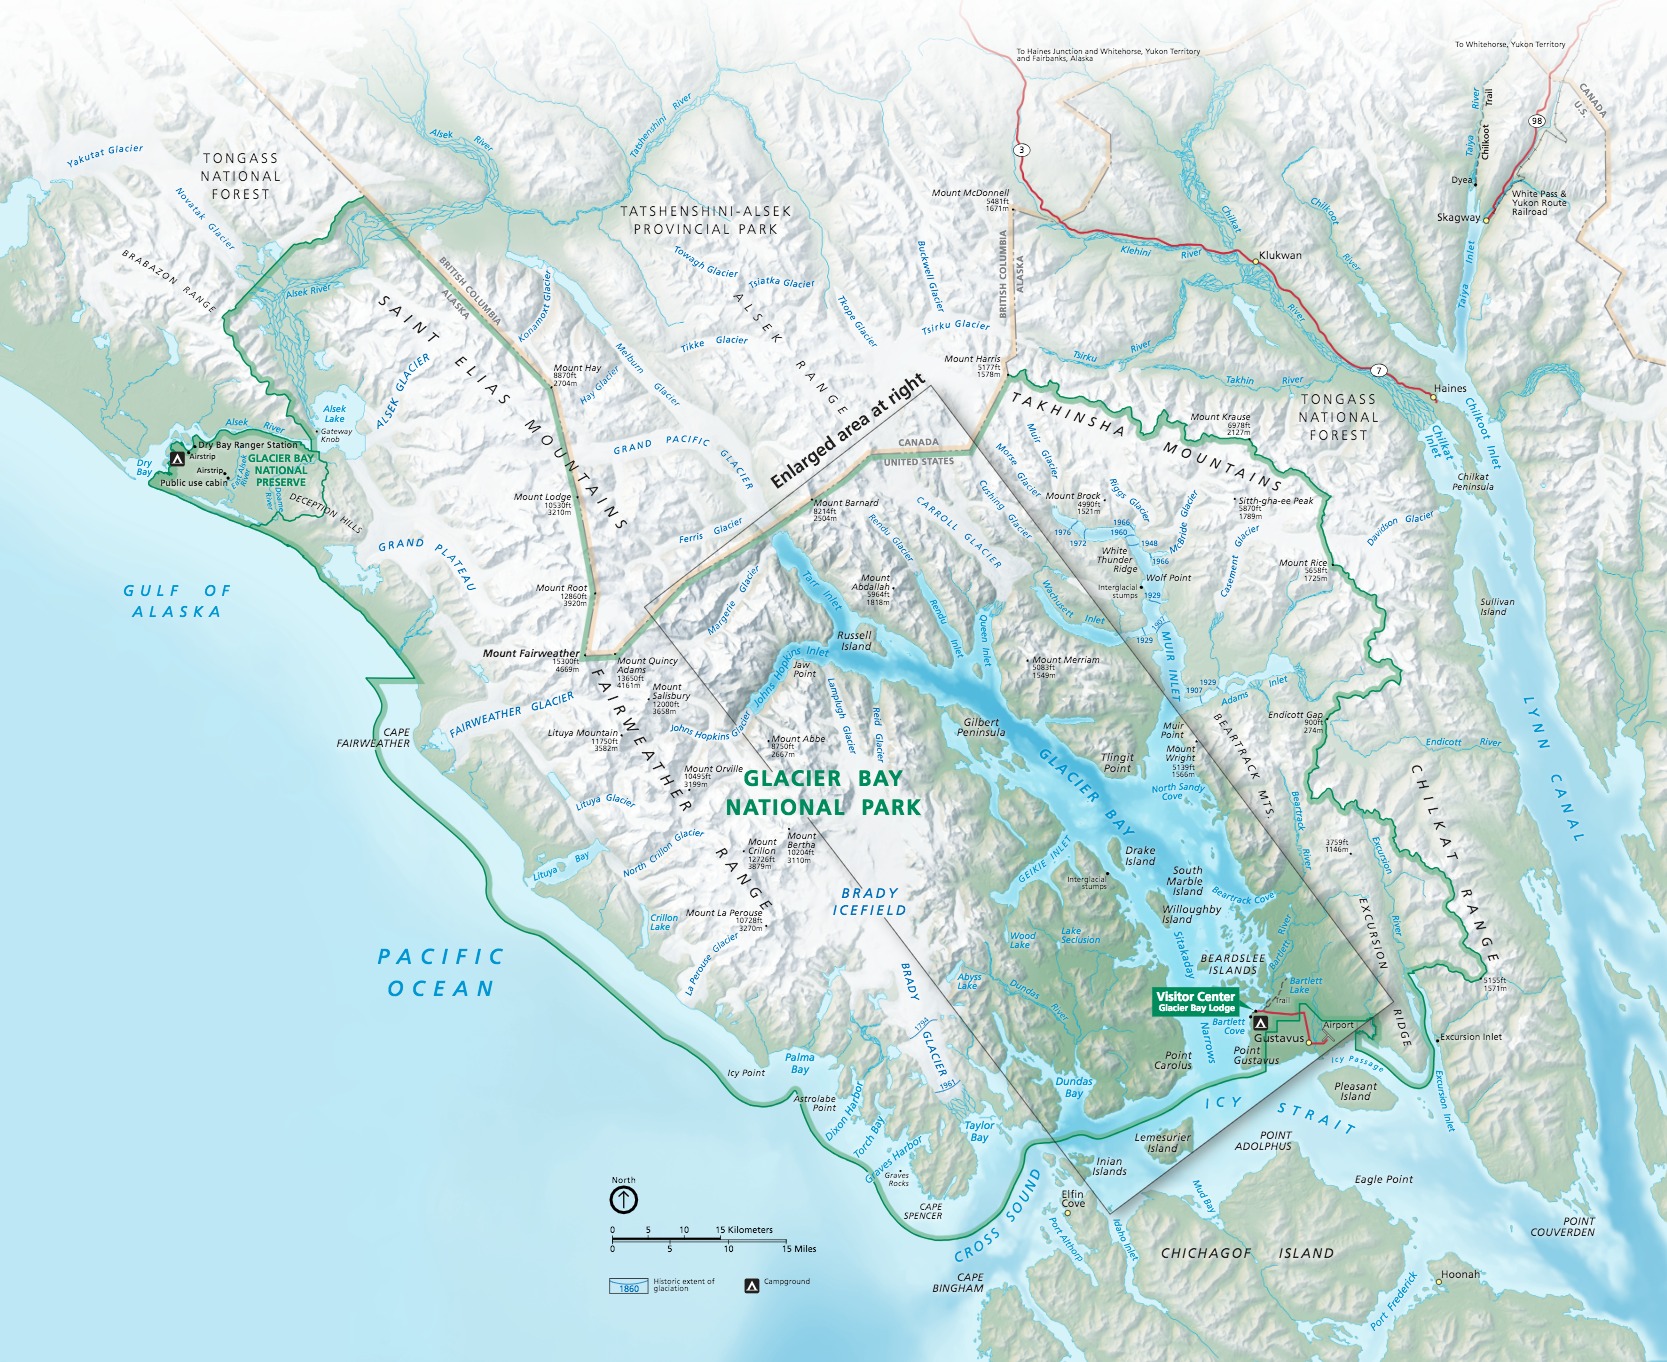 To Haines Junction and Whitehorse, Yukon Territory
and Fairbanks, Alaska
To Whitehorse, Yukon Territory
CANADA
U.S.
98
3
Taiya River
Chilkoot Trail
Dyea
Skagway
White Pass &
Yukon Route
Railroad
Taiya Inlet
Yakutat Glacier
TONGASS
NATIONAL
FOREST
Novatak Glacier
BRABAZON RANGE
Alsek River
Tatshenshini River
TATSHENSHINI-ALSEK
PROVINCIAL PARK
Mount McDonnell
5481ft
1671m
Chilkat
Chilkoot
River
Klehini River
Klukwan
River
BRITISH COLUMBIA
ALASKA
Alsek River
BRITISH COLUMBIA
ALASKA
SAINT ELIAS MOUNTAINS
Konamoxt Glacier
Towagh Glacier
Tsiatka Glacier
ALSEK RANGE
Tkope Glacier
Buckwell Glacier
Tsirku Glacier
Tikke Glacier
Melburn Glacier
Hay Glacier
Mount Hay
8870ft
2704m
ALSEK GLACIER
Mount Harris
5177ft
1578m
Tsirku River
Takhin River
7
Haines
TONGASS
NATIONAL
FOREST
Mount Krause
6978ft
2127m
TAKHINSHA MOUNTAINS
Chilkat Inlet
Chilkoot Inlet
Chilkat
Peninsula
Enlarged area at right
Alsek
Lake
Gateway
Knob
Alsek River
Dry Bay Ranger Station
Airstrip
Airstrip
Public use cabin
Dry
Bay
GLACIER BAY
NATIONAL
PRESERVE
East Alsek River
Doame River
DECEPTION HILLS
GRAND PACIFIC GLACIER
CANADA
UNITED STATES
Mount Lodge
10530ft
3210m
Mount Barnard
8214ft
2504m
Ferris Glacier
Rendu Glacier
CARROLL GLACIER
Cushing Glacier
Morse Glacier
Muir Glacier
Mount Brock
4990ft
1521m
Riggs Glacier
McBride Glacier
Sitth-gha-ee Peak
5870ft
1789m
Casement Glacier
Davidson Glacier
1976
1972
1966
1960
1948
1966
White
Thunder
Ridge
Wolf Point
Interglacial
stumps
1929
1907
1929
Mount Rice
5658ft
1725m
GRAND PLATEAU
GULF OF
ALASKA
Mount Root
12860ft
3920m
Margerie Glacier
Tarr Inlet
Mount
Abdallah
5964ft
1818m
Rendu Inlet
Queen Inlet
Wachusett Inlet
Sullivan
Island
Russell
Island
Mount Fairweather
15300ft
4669m
Mount Quincy
Adams
13650ft
4161m
Mount
Salisbury
12000ft
3658m
Johns Hopkins Inlet
Jaw
Point
Mount Merriam
5083ft
1549m
MUIR INLET
1929
1907
Adams Inlet
FAIRWEATHER GLACIER
FAIRWEATHER RANGE
Johns Hopkins Glacier
Lamplugh Glacier
Reid Glacier
Gilbert
Peninsula
Muir
Point
Endicott Gap
900ft
274m
Endicott River
CAPE
FAIRWEATHER
Lituya Mountain
11750ft
3582m
Mount Abbe
8750ft
2667m
Mount Orville
10495ft
3199m
GLACIER BAY
NATIONAL PARK
GLACIER BAY
Tlingit
Point
Mount
Wright
5139ft
1566m
North Sandy
Cove
BEARTRACK MTS.
Beartrack River
CHILKAT RANGE
LYNN CANAL
Lituya Glacier
North Crillon Glacier
Lituya Bay
Mount
Crillon
12726ft
3879m
Mount
Bertha
10204ft
3110m
3759ft
1146m
Excursion River
GEIKIE INLET
Interglacial
stumps
Drake
Island
South
Marble
Island
Willoughby
Island
Beartrack Cove
BRADY
ICEFIELD
Mount La Perouse
10728ft
3270m
Crillon
Lake
La Perouse Glacier
Wood
Lake
Lake
Seclusion
Sitakaday Narrows
BEARDSLEE
ISLANDS
Bartlett River
EXCURSION RIDGE
PACIFIC
OCEAN
BRADY GLACIER
Abyss
Lake
Dundas River
Bartlett
Lake
Trail
5155ft
1571m
Visitor Center
Glacier Bay Lodge
Bartlett
Cove
Gustavus
Airport
Point
Gustavus
Point
Carolus
1794
1961
Excursion Inlet
Icy Passage
Pleasant
Island
Excursion Inlet
Palma
Bay
Icy Point
Astrolabe
Point
Dixon Harbor
Torch Bay
Graves Harbor
Graves
Rocks
Taylor
Bay
Dundas
Bay
ICY STRAIT
Lemesurier
Island
POINT
ADOLPHUS
Inian
Islands
Eagle Point
CAPE
SPENCER
CROSS SOUND
Elfin
Cove
Port Althorp
Idaho Inlet
Mud Bay
POINT
COUVERDEN
CHICHAGOF ISLAND
CAPE
BINGHAM
Port Frederick
Hoonah
North
0 5 10 15 Kilometers
0 5 10 15 Miles
1860
Historic extent of
glaciation
Campground